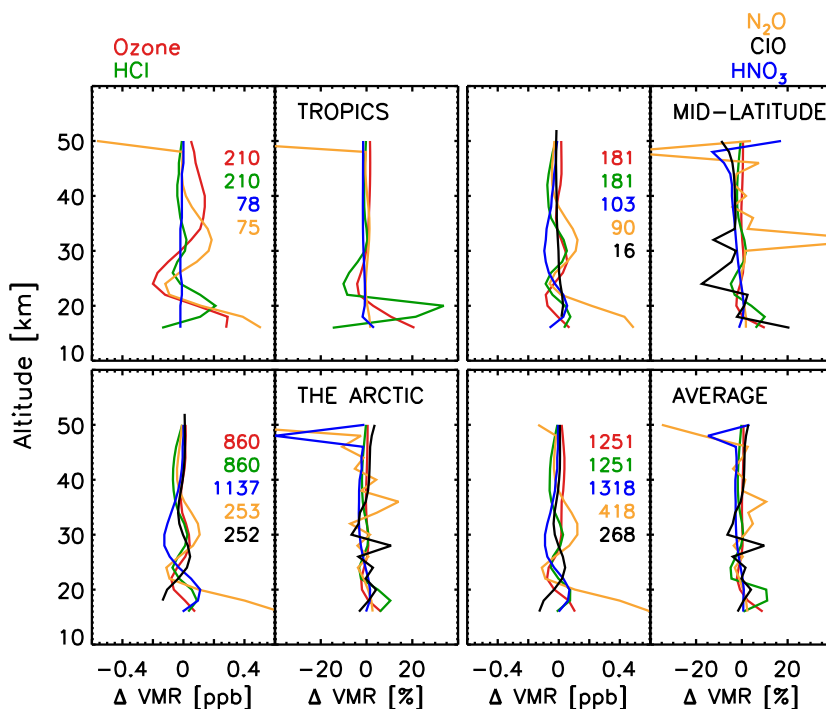 Ozone
HCl
N₂O
ClO
HNO₃
TROPICS
MID-LATITUDE
50
40
30
20
10
210
210
78
75
181
181
103
90
16
Altitude [km]
THE ARCTIC
AVERAGE
50
40
30
20
10
860
860
1137
253
252
1251
1251
1318
418
268
-0.4 0 0.4
-20 0 20
-0.4 0 0.4
-20 0 20
Δ VMR [ppb]
Δ VMR [%]
Δ VMR [ppb]
Δ VMR [%]